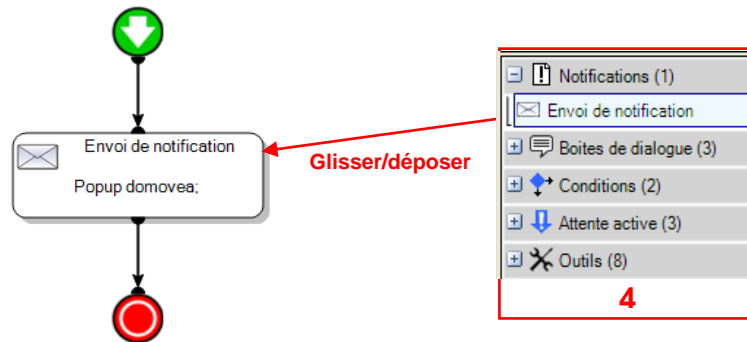 Envoi de notification
Popup domovea;
Glisser/déposer
Notifications (1)
Envoi de notification
Boites de dialogue (3)
Conditions (2)
Attente active (3)
Outils (8)
4